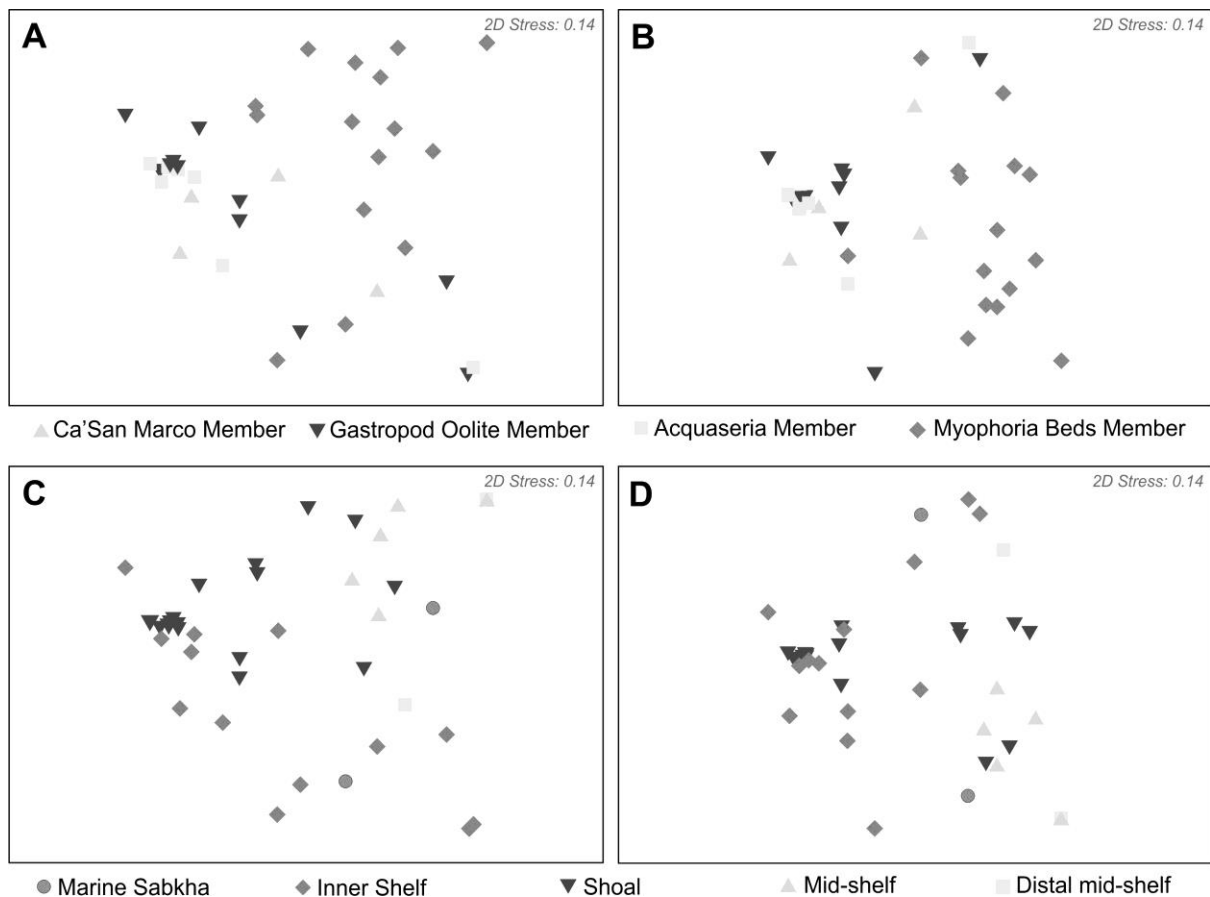 A
2D Stress: 0.14
B
2D Stress: 0.14
Ca'San Marco Member Gastropod Oolite Member Acquaseria Member Myophoria Beds Member
C
2D Stress: 0.14
D
2D Stress: 0.14
Marine Sabkha Inner Shelf Shoal Mid-shelf Distal mid-shelf